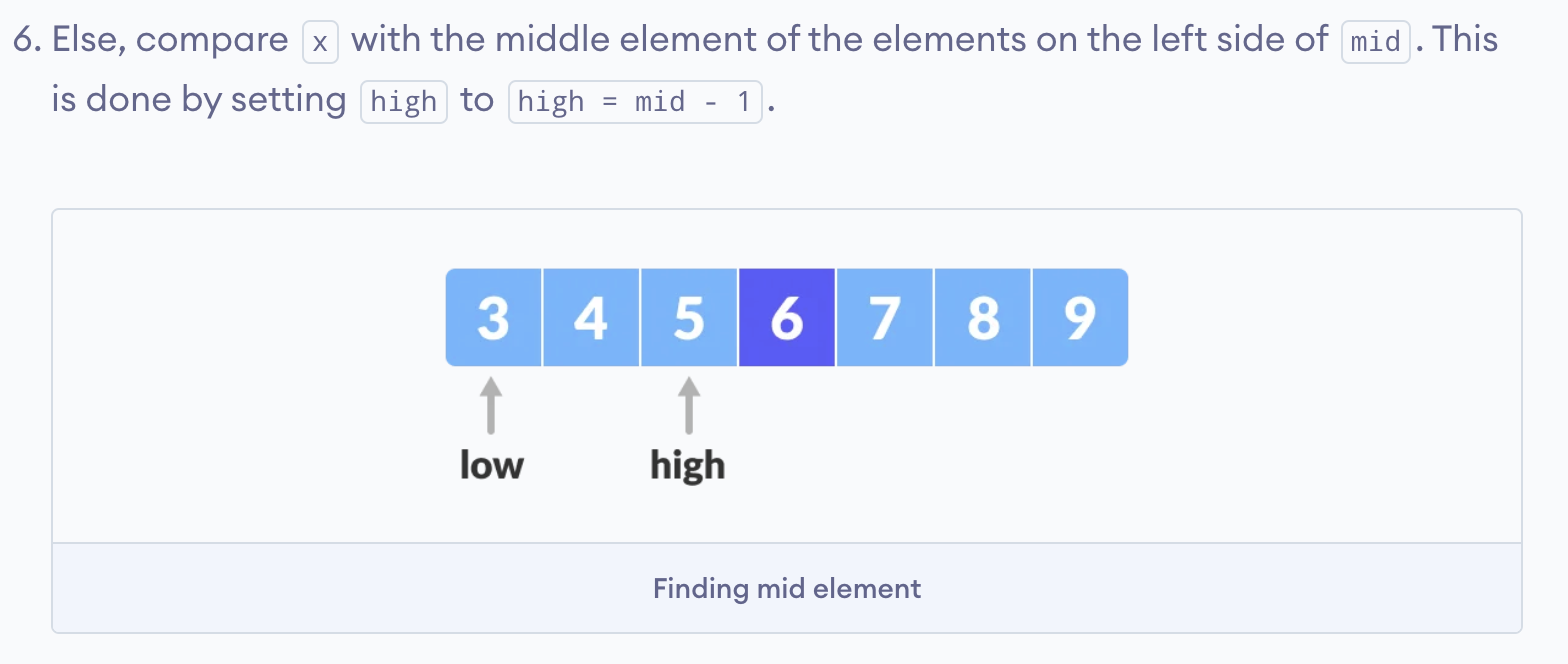 6. Else, compare x with the middle element of the elements on the left side of mid. This
is done by setting high to high = mid - 1.
3 4 5 6 7 8 9
low high
Finding mid element